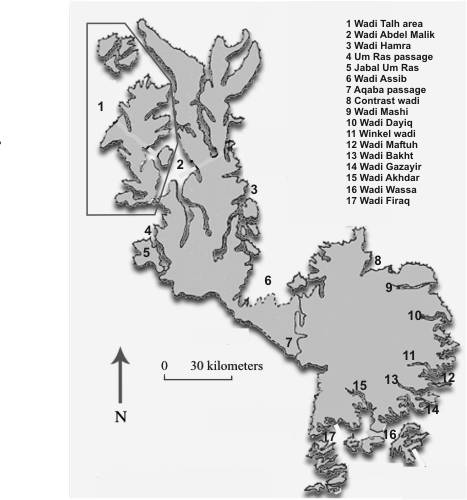 1 Wadi Talh area
2 Wadi Abdel Malik
3 Wadi Hamra
4 Um Ras passage
5 Jabal Um Ras
6 Wadi Assib
7 Aqaba passage
8 Contrast wadi
9 Wadi Mashi
10 Wadi Dayiq
11 Winkel wadi
12 Wadi Maftuh
13 Wadi Bakht
14 Wadi Gazayir
15 Wadi Akhdar
16 Wadi Wassa
17 Wadi Firaq
1
2
3
4
5
6
8
9
10
7
11
12
13
15
14
17
16
0 30 kilometers
N